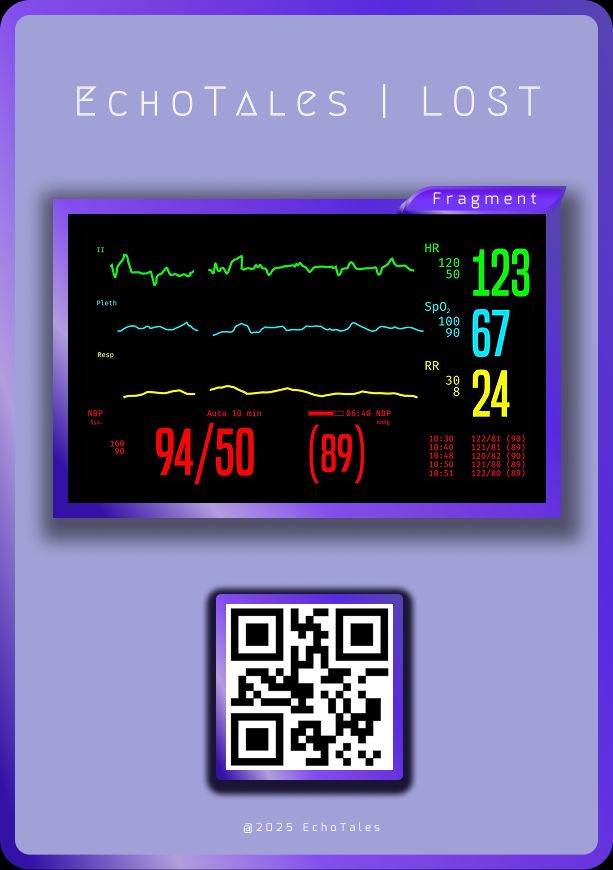 EchoTales | LOST
Fragment
II
HR
120
50
123
Pleth
SpO₂
100
90
67
Resp
RR
30
8
24
NBP
Sys.
Auto 10 min
06:40 NBP
mmHg
160
90
94/50
(89)
10:30 122/81 (90)
10:40 121/81 (89)
10:48 120/82 (90)
10:50 121/80 (89)
10:51 122/80 (89)
@2025 EchoTales